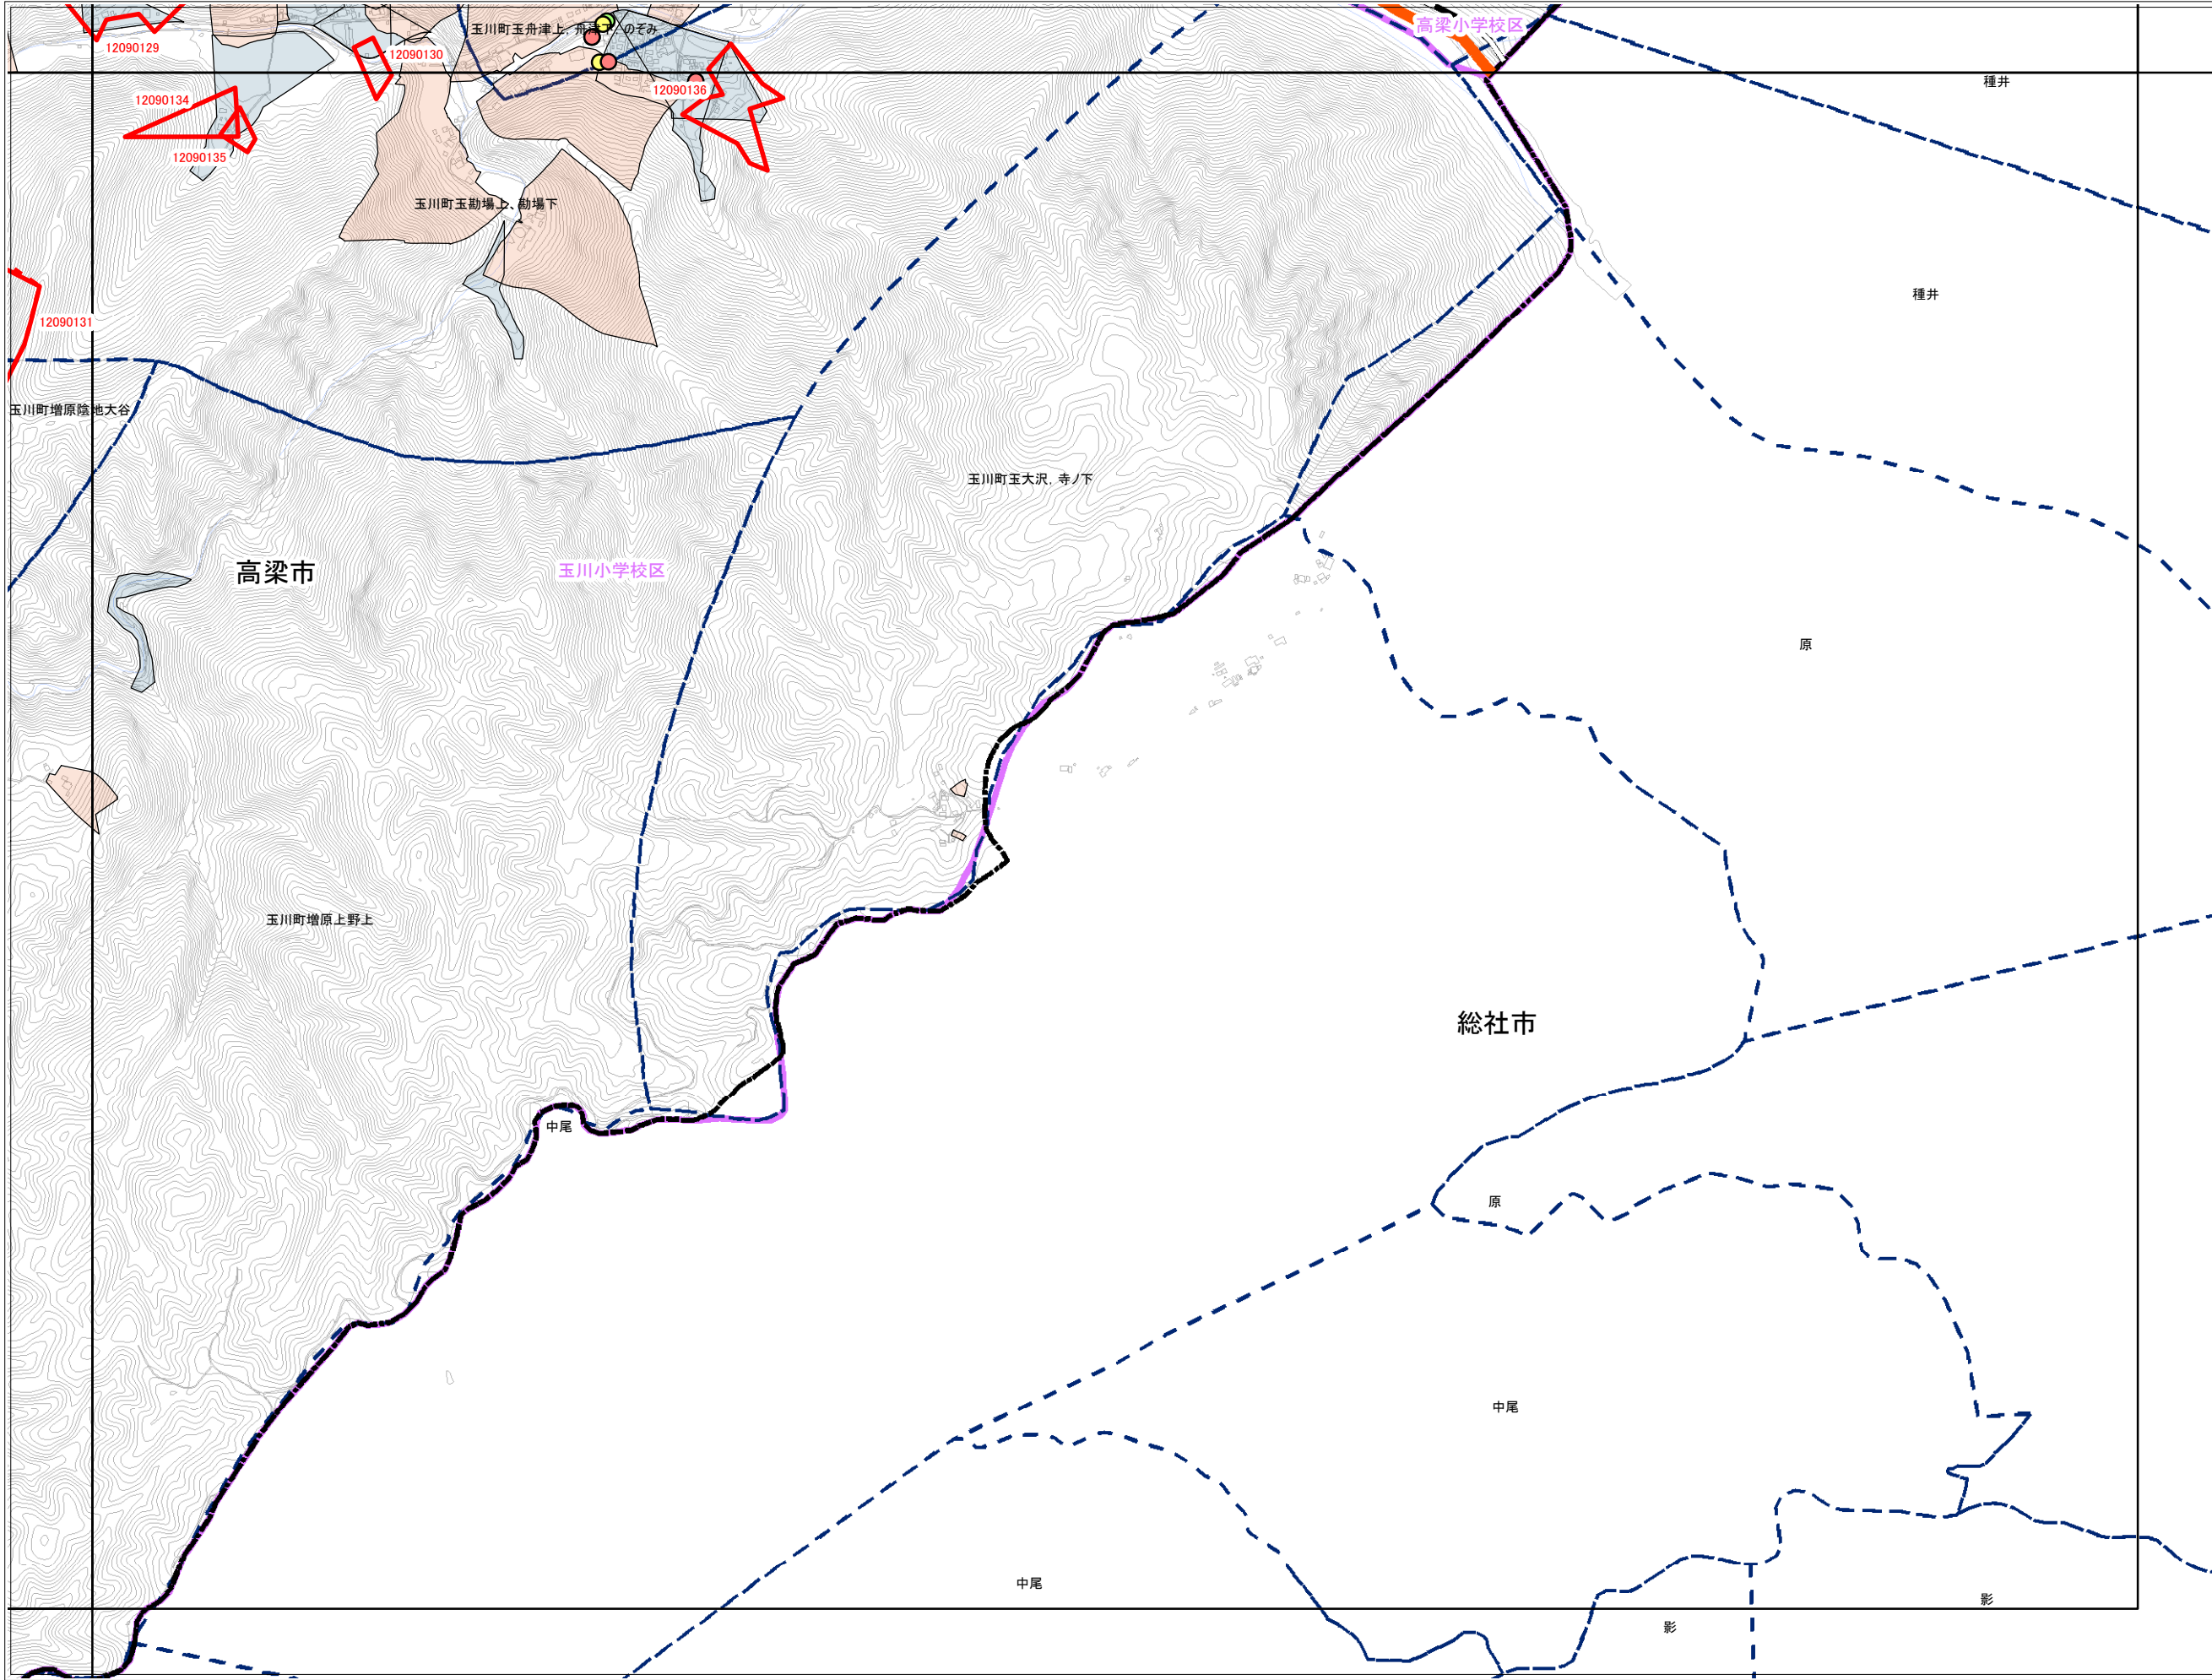 高梁小学校区
玉川町玉舟津上, 舟津下, のぞみ
12090129
12090130
種井
12090136
12090134
12090135
玉川町玉勘場上、勘場下
種井
12090131
玉川町増原陰地大谷
玉川町玉大沢, 寺ノ下
高梁市
玉川小学校区
原
玉川町増原上野上
総社市
中尾
原
中尾
中尾
影
影